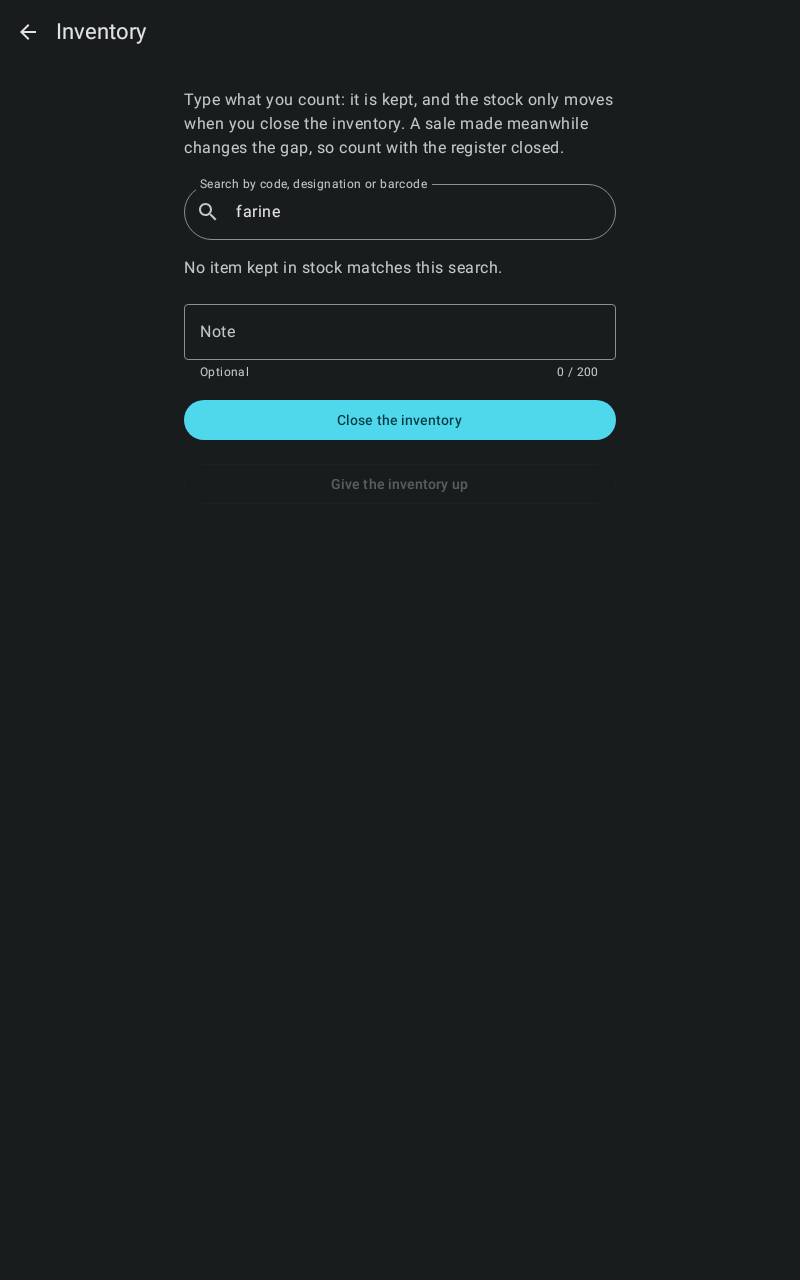 Inventory
Type what you count: it is kept, and the stock only moves
when you close the inventory. A sale made meanwhile
changes the gap, so count with the register closed.
Search by code, designation or barcode
farine
No item kept in stock matches this search.
Note
Optional
0 / 200
Close the inventory
Give the inventory up